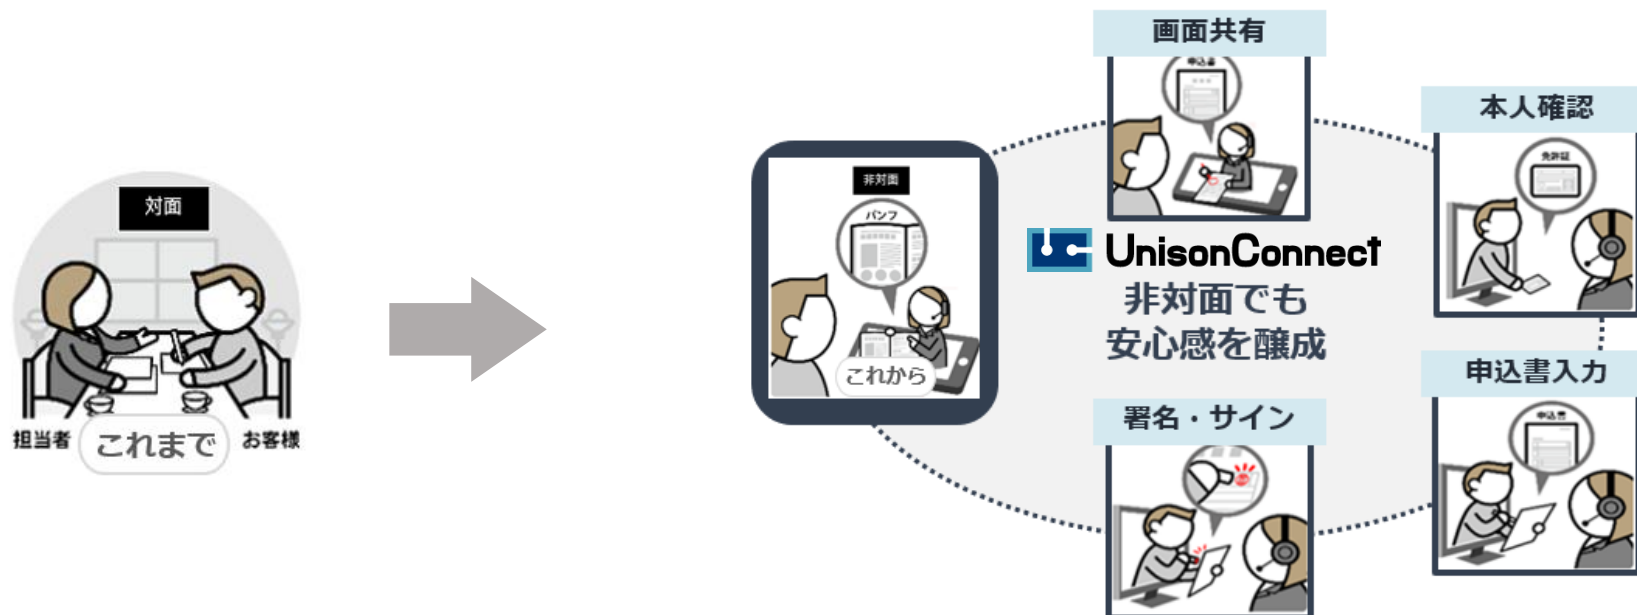 対面
担当者
これまで
お客様
非対面
パンフ
これから
画面共有
申込書
UnisonConnect
非対面でも
安心感を醸成
本人確認
免許証
申込書入力
申込書
署名・サイン